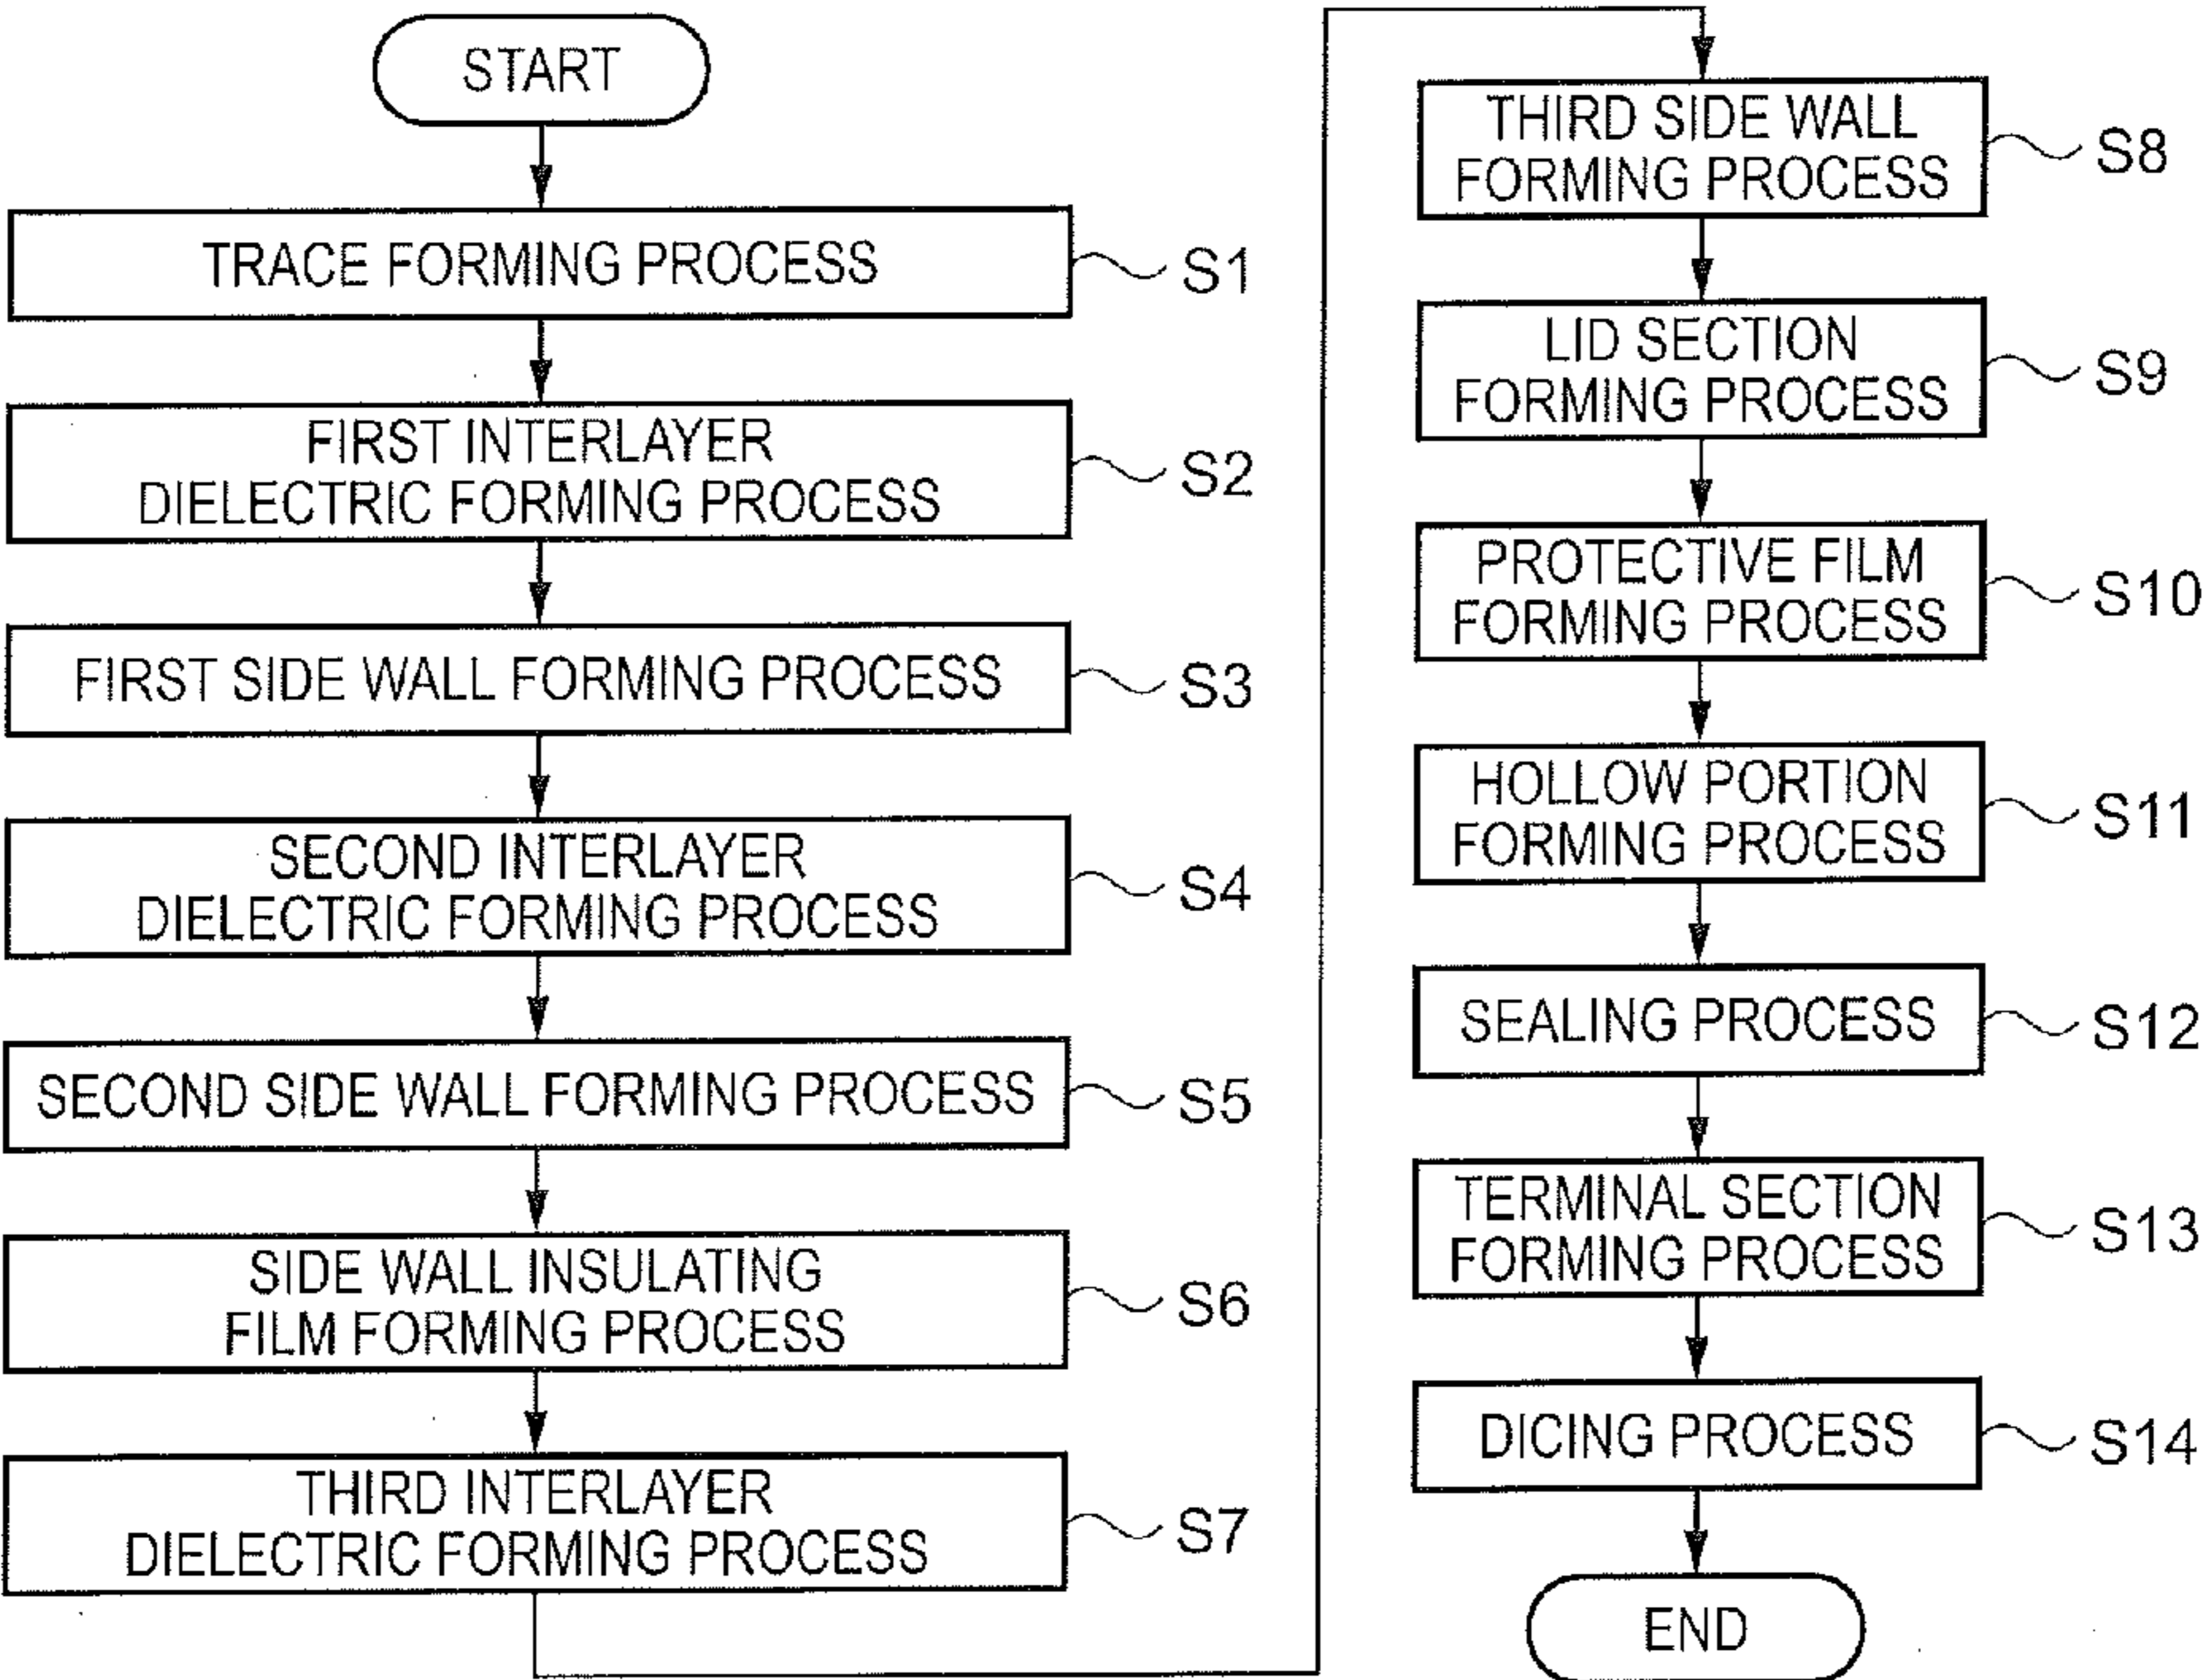 START
TRACE FORMING PROCESS
S1
FIRST INTERLAYER
DIELECTRIC FORMING PROCESS
S2
FIRST SIDE WALL FORMING PROCESS
S3
SECOND INTERLAYER
DIELECTRIC FORMING PROCESS
S4
SECOND SIDE WALL FORMING PROCESS
S5
SIDE WALL INSULATING
FILM FORMING PROCESS
S6
THIRD INTERLAYER
DIELECTRIC FORMING PROCESS
S7
THIRD SIDE WALL
FORMING PROCESS
S8
LID SECTION
FORMING PROCESS
S9
PROTECTIVE FILM
FORMING PROCESS
S10
HOLLOW PORTION
FORMING PROCESS
S11
SEALING PROCESS
S12
TERMINAL SECTION
FORMING PROCESS
S13
DICING PROCESS
S14
END